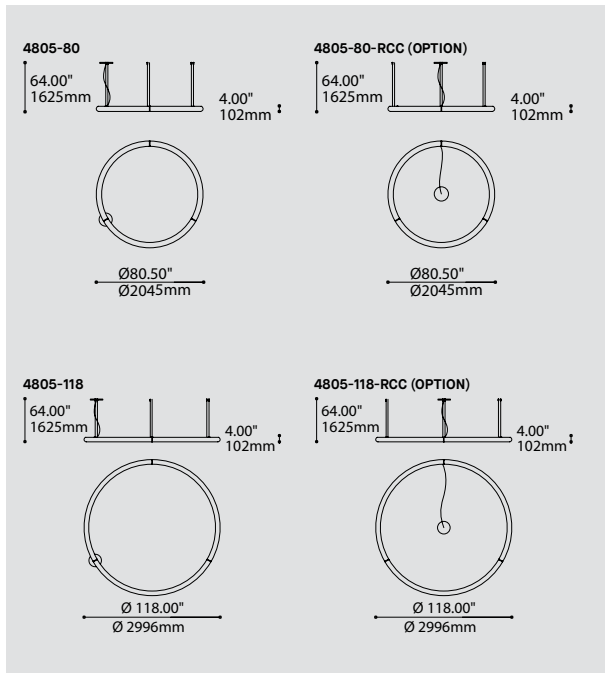 4805-80
64.00"
1625mm
4.00"
102mm
Ø80.50"
Ø2045mm
4805-80-RCC (OPTION)
64.00"
1625mm
4.00"
102mm
Ø80.50"
Ø2045mm
4805-118
64.00"
1625mm
4.00"
102mm
Ø 118.00"
Ø 2996mm
4805-118-RCC (OPTION)
64.00"
1625mm
4.00"
102mm
Ø 118.00"
Ø 2996mm